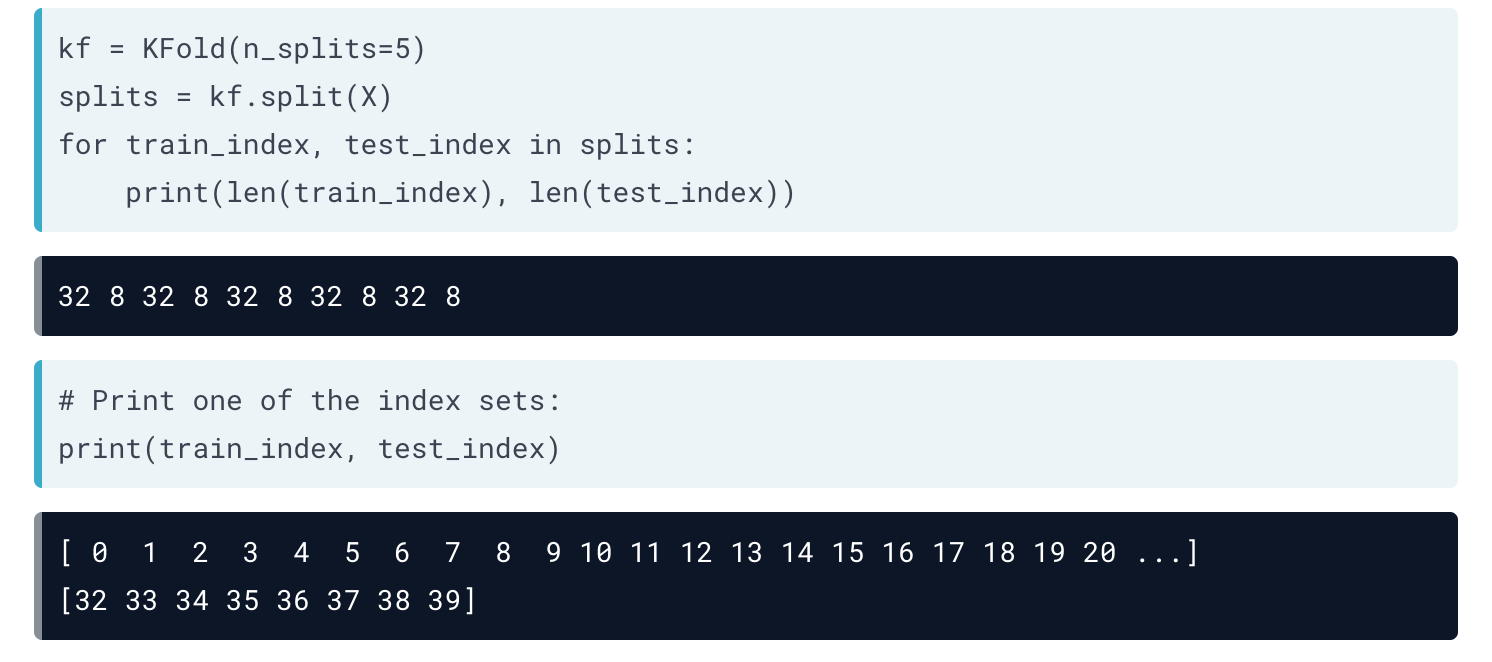 kf = KFold(n_splits=5)
splits = kf.split(X)
for train_index, test_index in splits:
    print(len(train_index), len(test_index))
32 8 32 8 32 8 32 8 32 8
# Print one of the index sets:
print(train_index, test_index)
[ 0  1  2  3  4  5  6  7  8  9 10 11 12 13 14 15 16 17 18 19 20 ...]
[32 33 34 35 36 37 38 39]